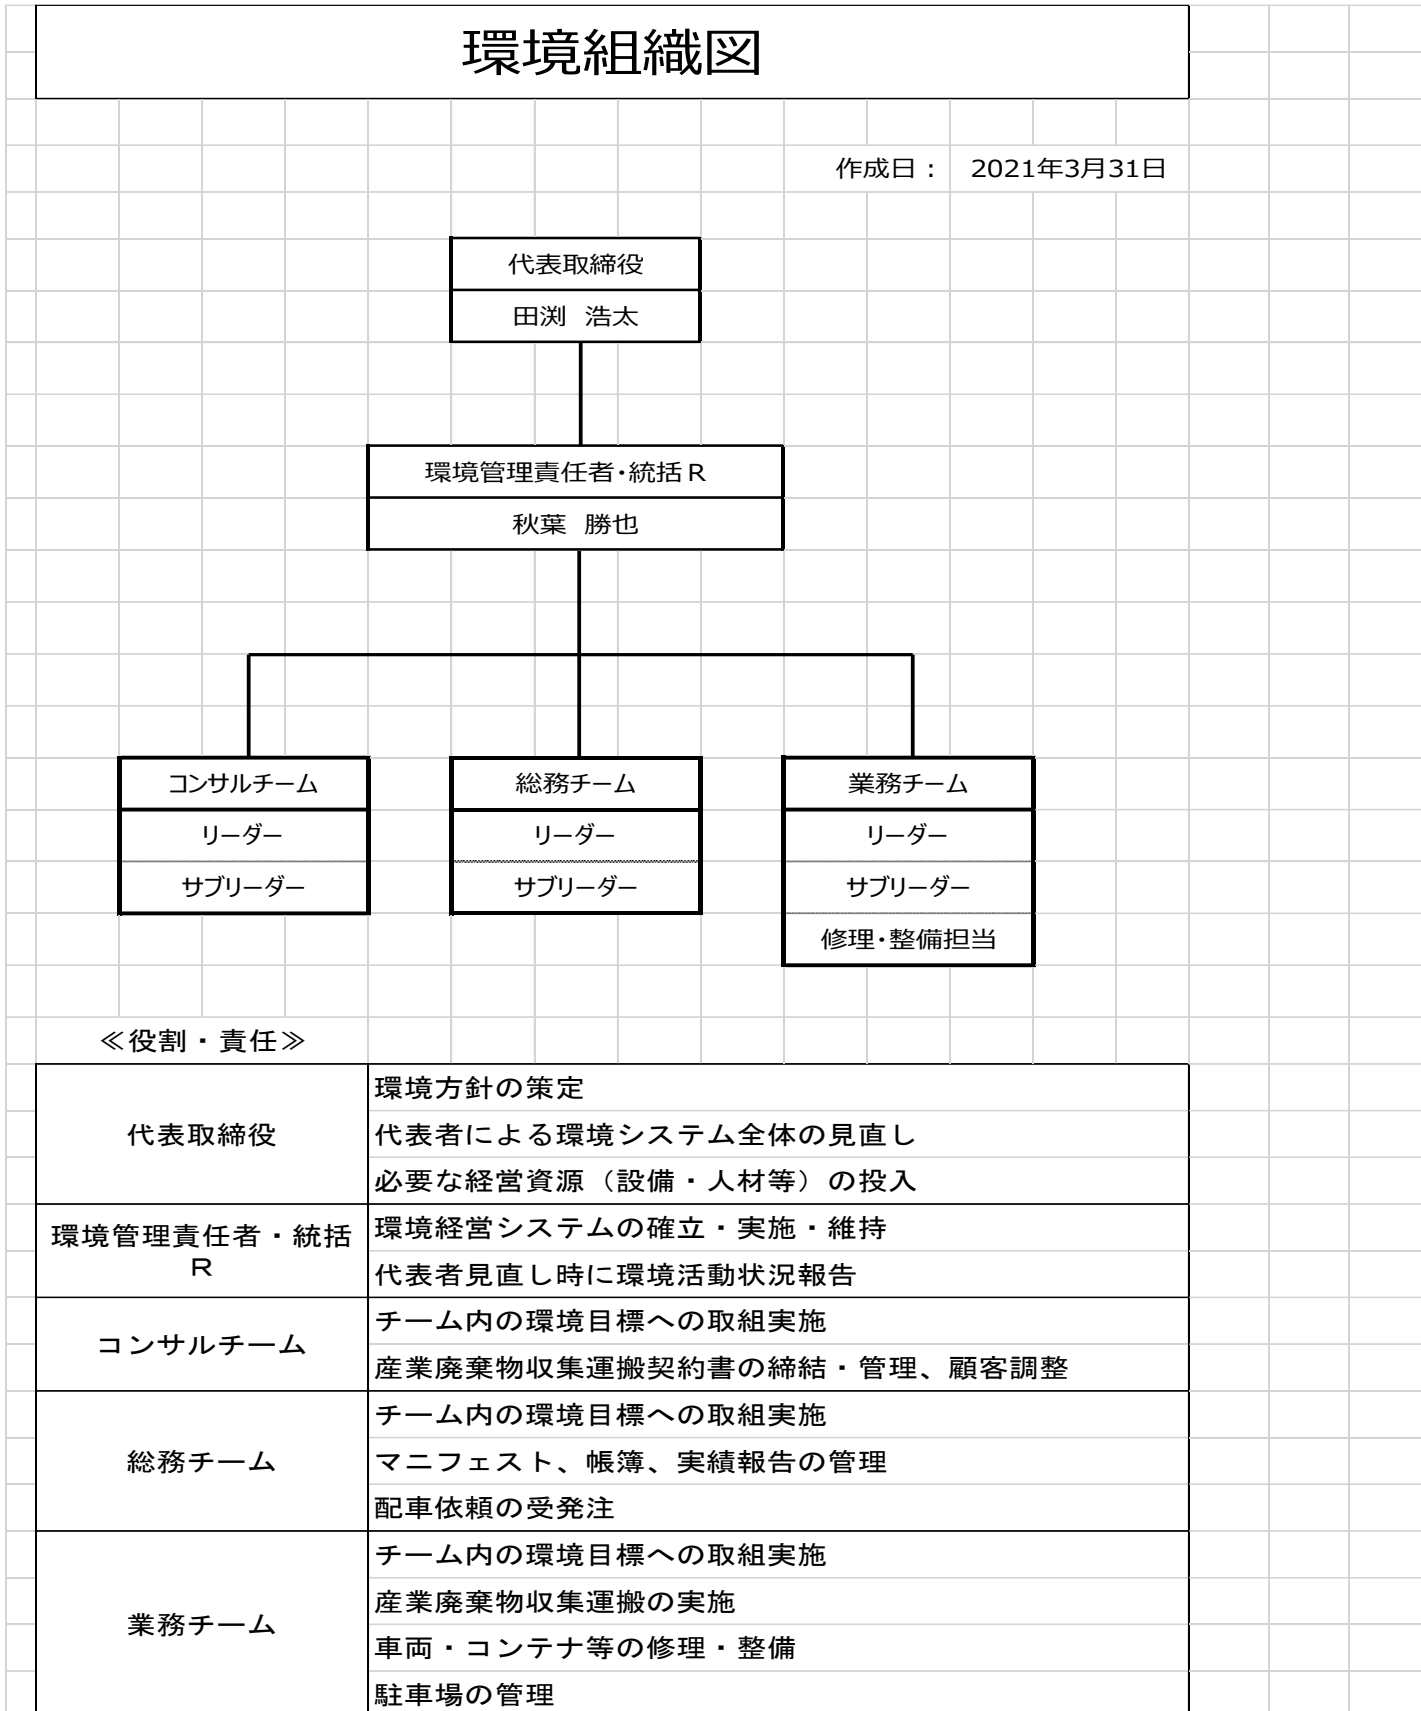 環境組織図
作成日： 2021年3月31日
代表取締役
田渕 浩太
環境管理責任者・統括R
秋葉 勝也
コンサルチーム
リーダー
サブリーダー
総務チーム
リーダー
サブリーダー
業務チーム
リーダー
サブリーダー
修理・整備担当
≪役割・責任≫
代表取締役
環境方針の策定
代表者による環境システム全体の見直し
必要な経営資源（設備・人材等）の投入
環境管理責任者・統括
R
環境経営システムの確立・実施・維持
代表者見直し時に環境活動状況報告
コンサルチーム
チーム内の環境目標への取組実施
産業廃棄物収集運搬契約書の締結・管理、顧客調整
総務チーム
チーム内の環境目標への取組実施
マニフェスト、帳簿、実績報告の管理
配車依頼の受発注
業務チーム
チーム内の環境目標への取組実施
産業廃棄物収集運搬の実施
車両・コンテナ等の修理・整備
駐車場の管理